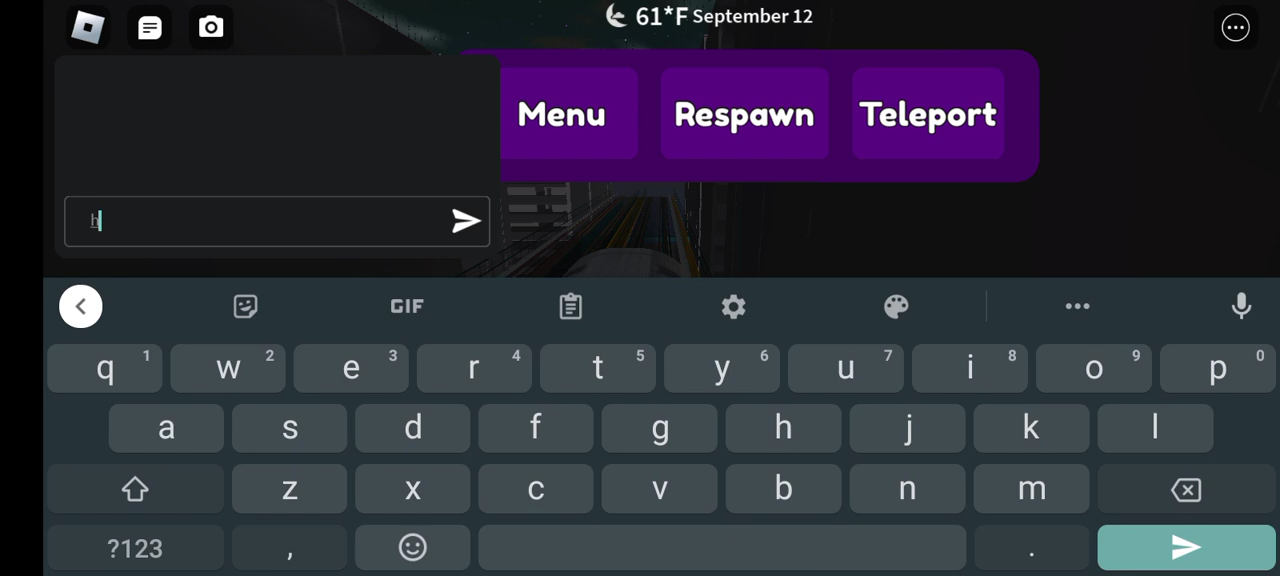 61*F September 12
Menu Respawn Teleport
h
GIF
q 1 w 2 e 3 r 4 t 5 y 6 u 7 i 8 o 9 p 0
a s d f g h j k l
z x c v b n m
?123 , .